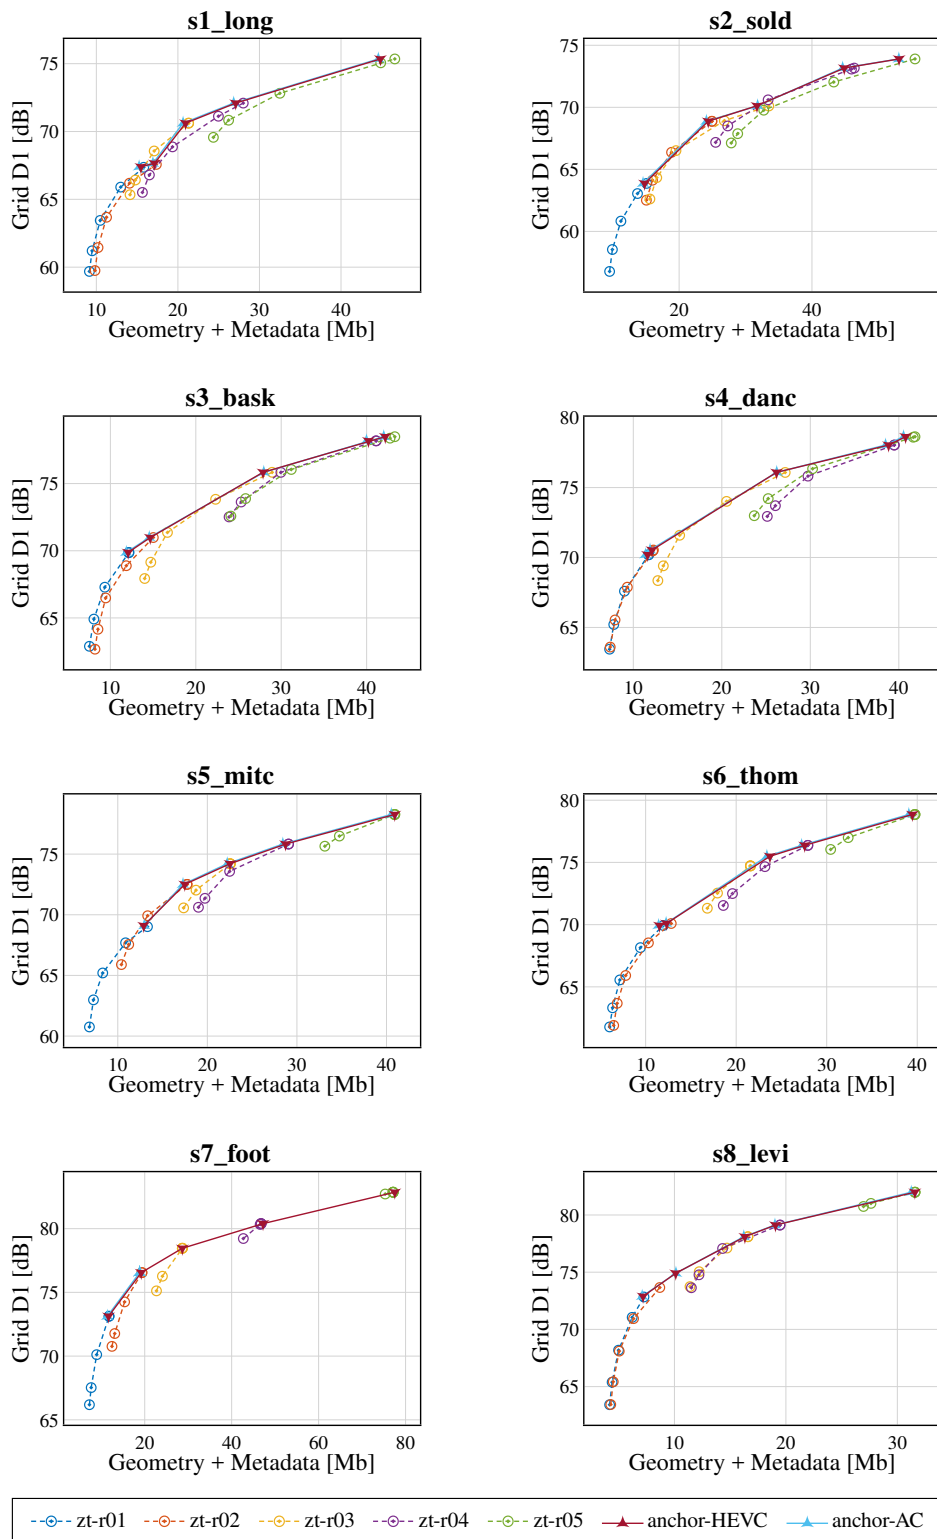 s1_long
75
70
65
60
Grid D1 [dB]
10 20 30 40
Geometry + Metadata [Mb]
s2_sold
75
70
65
60
Grid D1 [dB]
20 40
Geometry + Metadata [Mb]
s3_bask
75
70
65
Grid D1 [dB]
10 20 30 40
Geometry + Metadata [Mb]
s4_danc
80
75
70
65
Grid D1 [dB]
10 20 30 40
Geometry + Metadata [Mb]
s5_mitc
75
70
65
60
Grid D1 [dB]
10 20 30 40
Geometry + Metadata [Mb]
s6_thom
80
75
70
65
Grid D1 [dB]
10 20 30 40
Geometry + Metadata [Mb]
s7_foot
80
75
70
65
Grid D1 [dB]
20 40 60 80
Geometry + Metadata [Mb]
s8_levi
80
75
70
65
Grid D1 [dB]
10 20 30
Geometry + Metadata [Mb]
zt-r01 zt-r02 zt-r03 zt-r04 zt-r05 anchor-HEVC anchor-AC